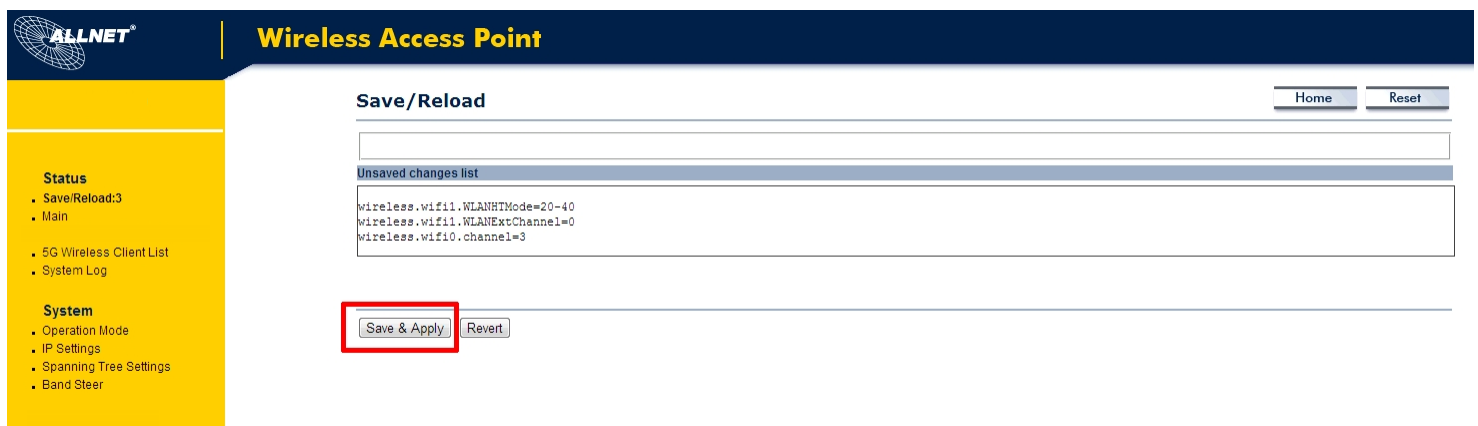 ALLNET®
Wireless Access Point
Save/Reload
Home
Reset
Unsaved changes list
wireless.wifi1.WLANHTMode=20-40
wireless.wifi1.WLANExtChannel=0
wireless.wifi0.channel=3
Save & Apply
Revert
Status
Save/Reload:3
Main
5G Wireless Client List
System Log
System
Operation Mode
IP Settings
Spanning Tree Settings
Band Steer